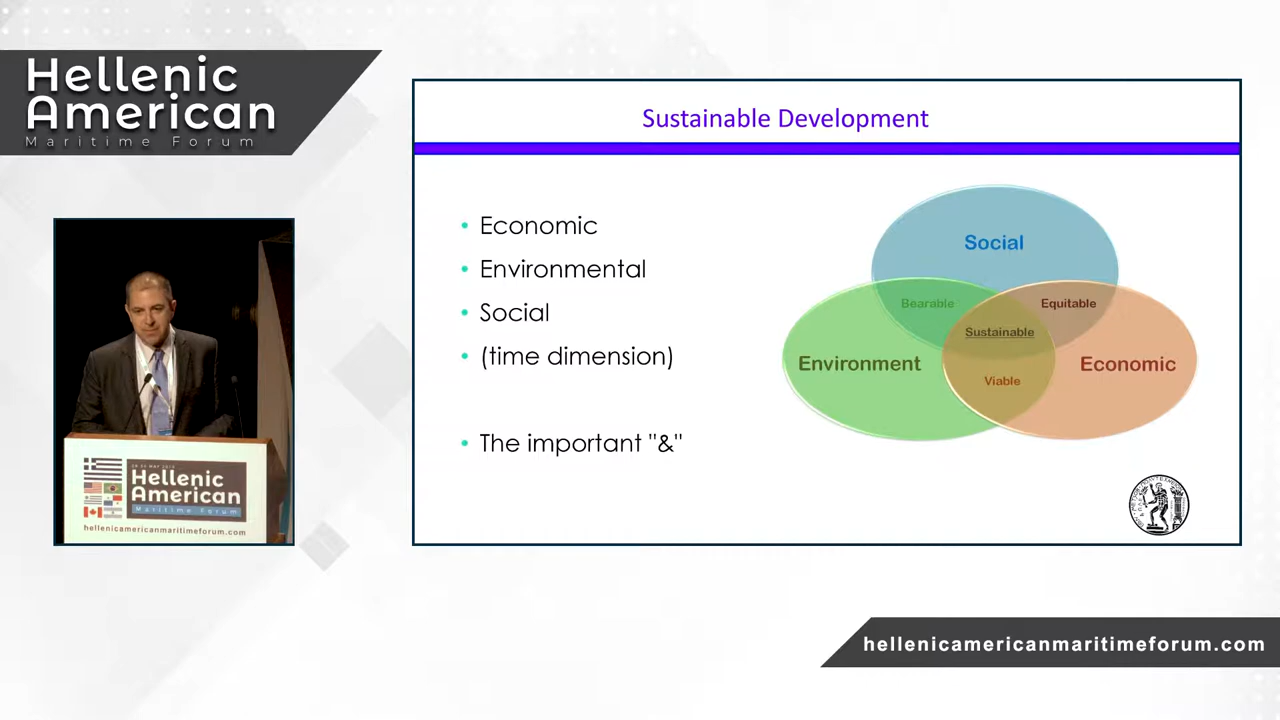 Hellenic
American
Maritime Forum
Sustainable Development
• Economic
• Environmental
• Social
• (time dimension)
• The important "&"
Social
Bearable
Equitable
Sustainable
Environment
Economic
Viable
Hellenic
American
Maritime Forum
hellenicamericanmaritimeforum.com
hellenicamericanmaritimeforum.com